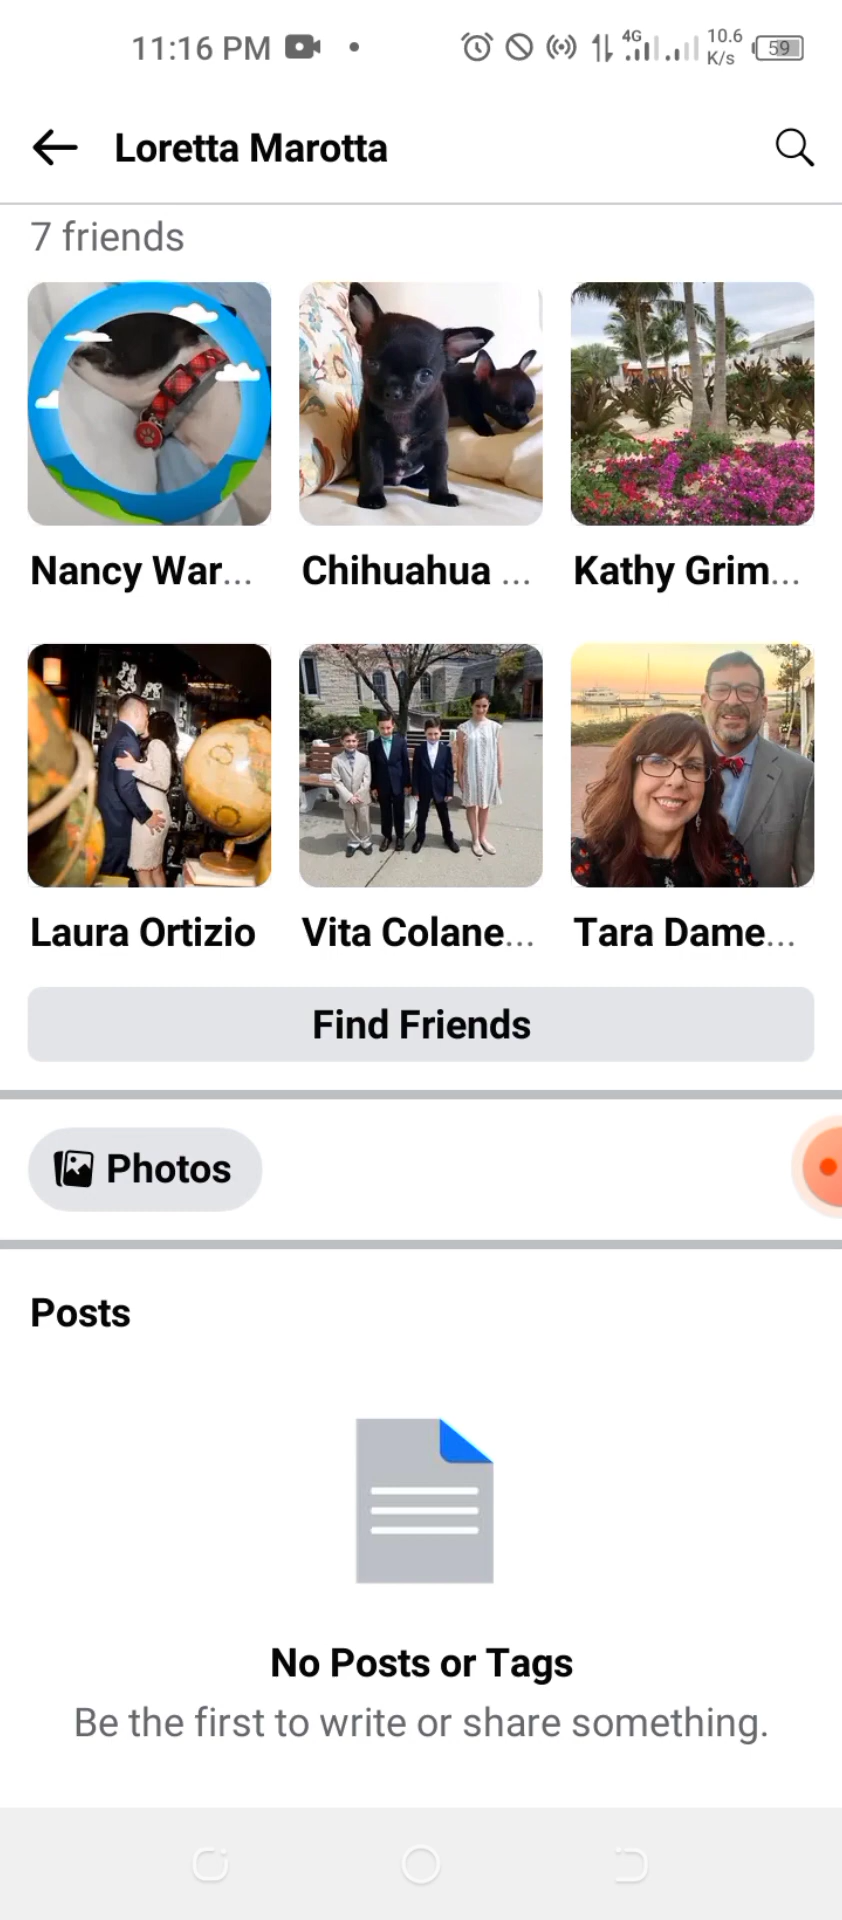 11:16 PM 4G 10.6 K/s 59
Loretta Marotta
7 friends
Nancy War...
Chihuahua ...
Kathy Grim...
Laura Ortizio
Vita Colane...
Tara Dame...
Find Friends
Photos
Posts
No Posts or Tags
Be the first to write or share something.